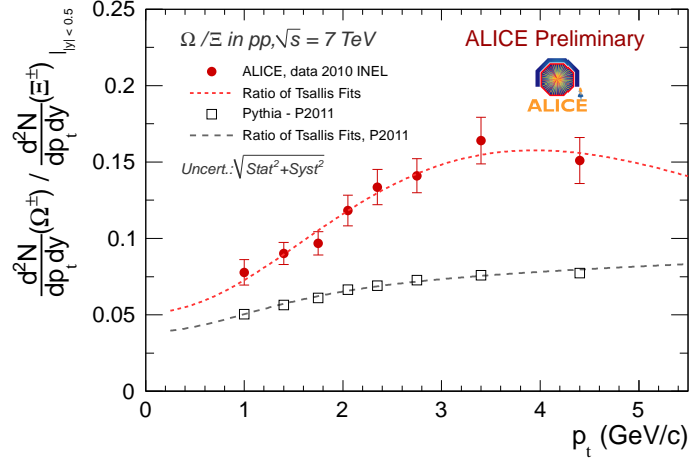 Ω /Ξ in pp,√s = 7 TeV
ALICE Preliminary
ALICE, data 2010 INEL
Ratio of Tsallis Fits
Pythia - P2011
Ratio of Tsallis Fits, P2011
Uncert.:√Stat²+Syst²
ALICE
d²N/dp_t dy(Ω^±) / d²N/dp_t dy(Ξ^±) |_|y| < 0.5
0.25
0.2
0.15
0.1
0.05
0
0 1 2 3 4 5
p_t (GeV/c)